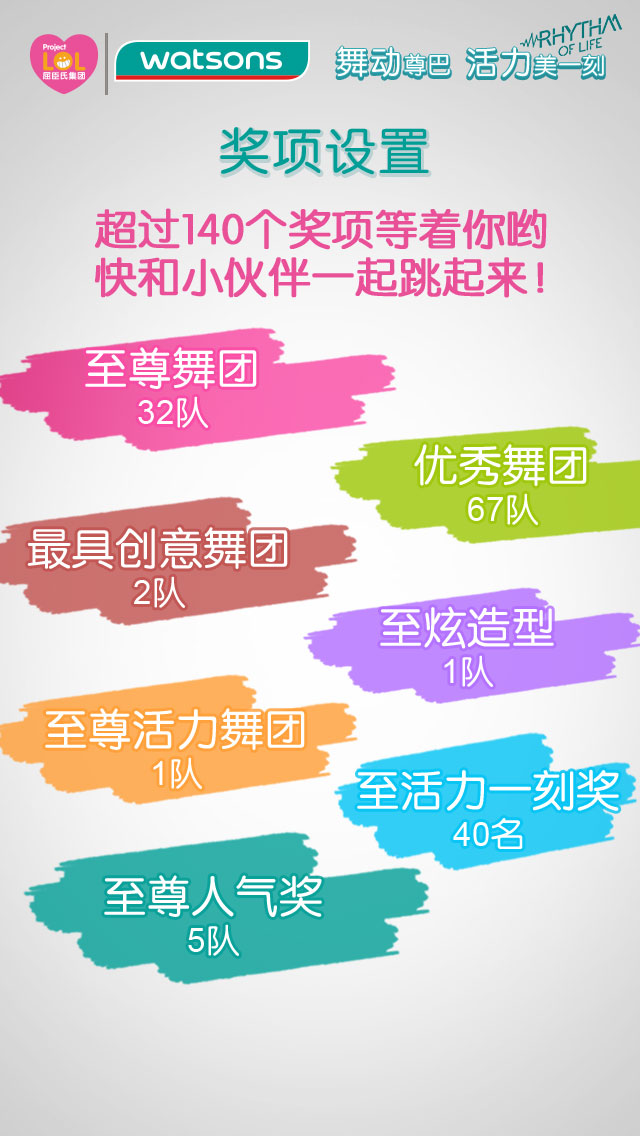 Project
LOL
屈臣氏集团
watsons
舞动尊巴 活力美一刻
RHYTHM
OF LIFE
奖项设置
超过140个奖项等着你哟
快和小伙伴一起跳起来！
至尊舞团
32队
优秀舞团
67队
最具创意舞团
2队
至炫造型
1队
至尊活力舞团
1队
至活力一刻奖
40名
至尊人气奖
5队